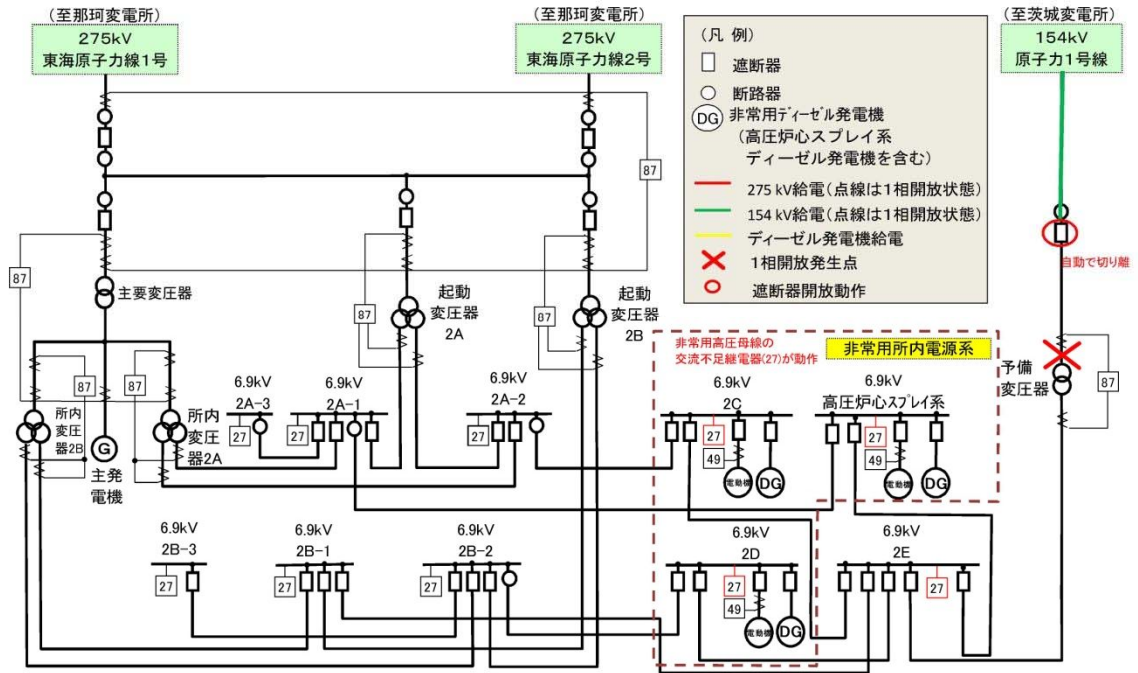 (至那珂変電所)
275kV
東海原子力線1号
(至那珂変電所)
275kV
東海原子力線2号
(至茨城変電所)
154kV
原子力1号線
(凡 例)
遮断器
断路器
DG
非常用ディーゼル発電機
(高圧炉心スプレイ系
ディーゼル発電機を含む)
275 kV給電(点線は1相開放状態)
154 kV給電(点線は1相開放状態)
ディーゼル発電機給電
1相開放発生点
遮断器開放動作
自動で切り離
87
87
87
87
主要変圧器
起動
変圧器
2A
起動
変圧器
2B
87
87
所内
変圧
器2B
G
主発
電機
所内
変圧
器2A
6.9kV
2A-3
27
6.9kV
2A-1
27
6.9kV
2A-2
27
非常用高圧母線の
交流不足継電器(27)が動作
非常用所内電源系
6.9kV
2C
27
49
電動機
DG
6.9kV
高圧炉心スプレイ系
27
49
電動機
DG
予備
変圧器
87
6.9kV
2B-3
27
6.9kV
2B-1
27
6.9kV
2B-2
27
6.9kV
2D
27
49
電動機
DG
6.9kV
2E
27